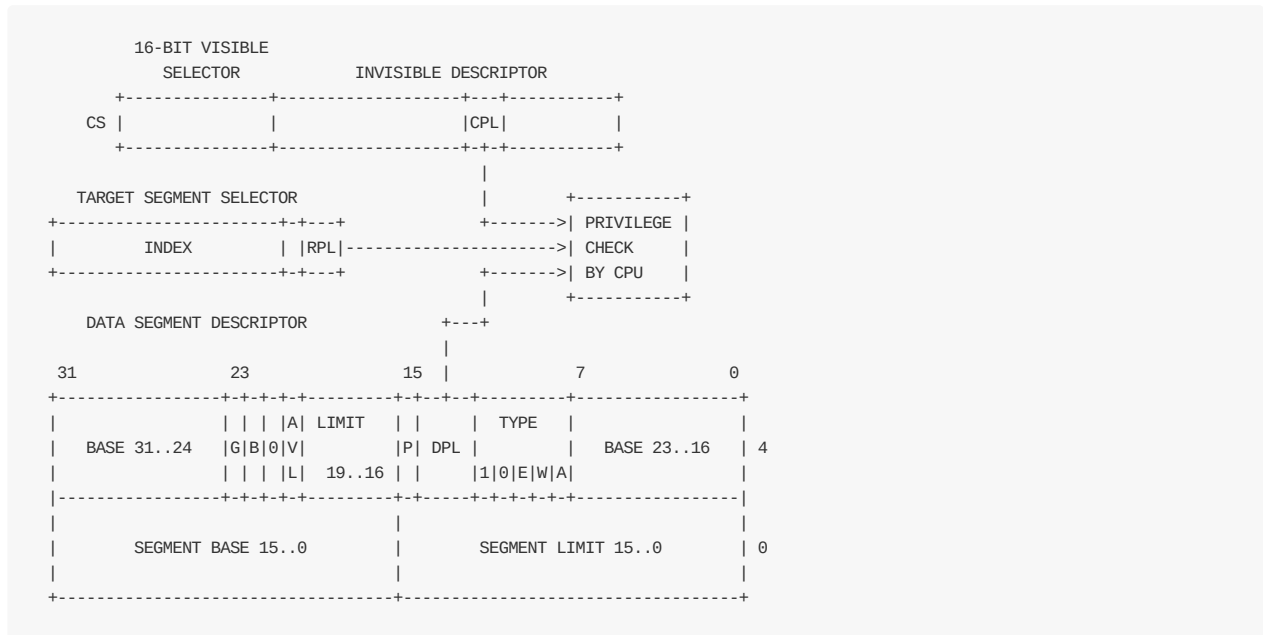 16-BIT VISIBLE
SELECTOR INVISIBLE DESCRIPTOR
CS CPL
TARGET SEGMENT SELECTOR
PRIVILEGE
INDEX RPL CHECK
BY CPU
DATA SEGMENT DESCRIPTOR
31 23 15 7 0
A LIMIT TYPE
BASE 31..24 G B 0 V P DPL BASE 23..16 4
L 19..16 1 0 E W A
SEGMENT BASE 15..0 SEGMENT LIMIT 15..0 0